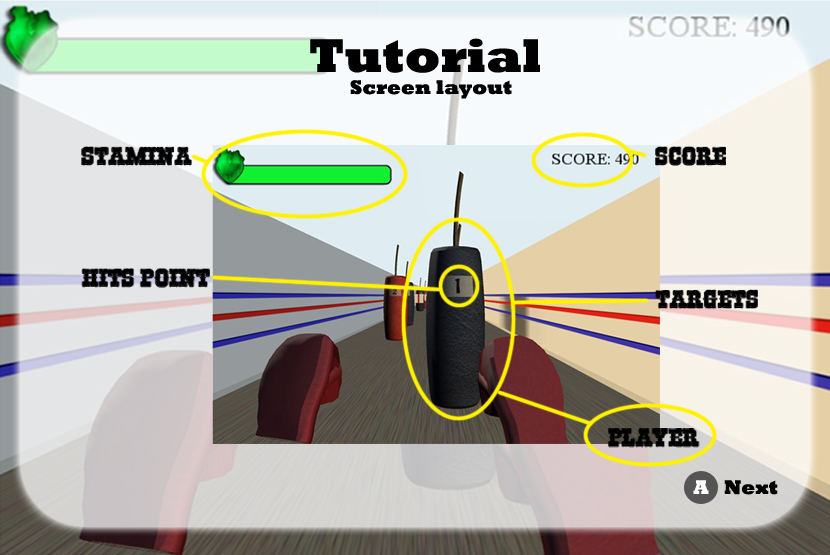 SCORE: 490
Tutorial
Screen layout
STAMINA
SCORE: 490
SCORE
HITS POINT
1
TARGETS
PLAYER
A Next